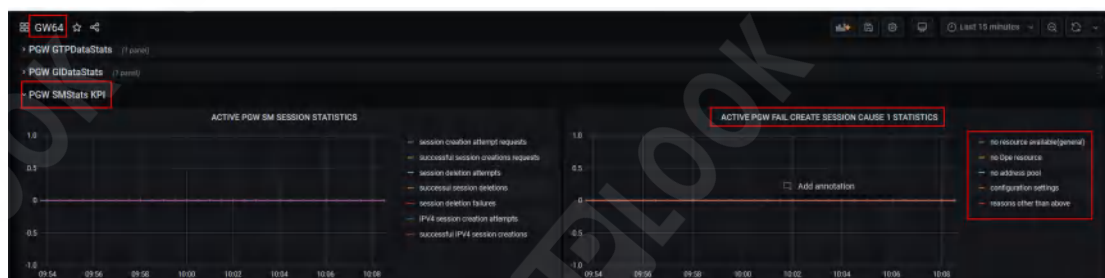 GW64
Last 15 minutes
PGW GTPDataStats (1 panel)
PGW GIDataStats (1 panel)
PGW SMStats KPI
ACTIVE PGW SM SESSION STATISTICS
1.0
0.5
0
-0.5
-1.0
09:54 09:56 09:58 10:00 10:02 10:04 10:06 10:08
session creation attempt requests
successful session creations requests
session deletion attempts
successul session deletions
session deletion failures
IPV4 session creation attempts
successful IPV4 session creations
ACTIVE PGW FAIL CREATE SESSION CAUSE 1 STATISTICS
1.0
0.5
0
-0.5
-1.0
Add annotation
09:54 09:56 09:58 10:00 10:02 10:04 10:06 10:08
no resource available(general)
no Dpe resource
no address pool
configuration settings
reasons other than above